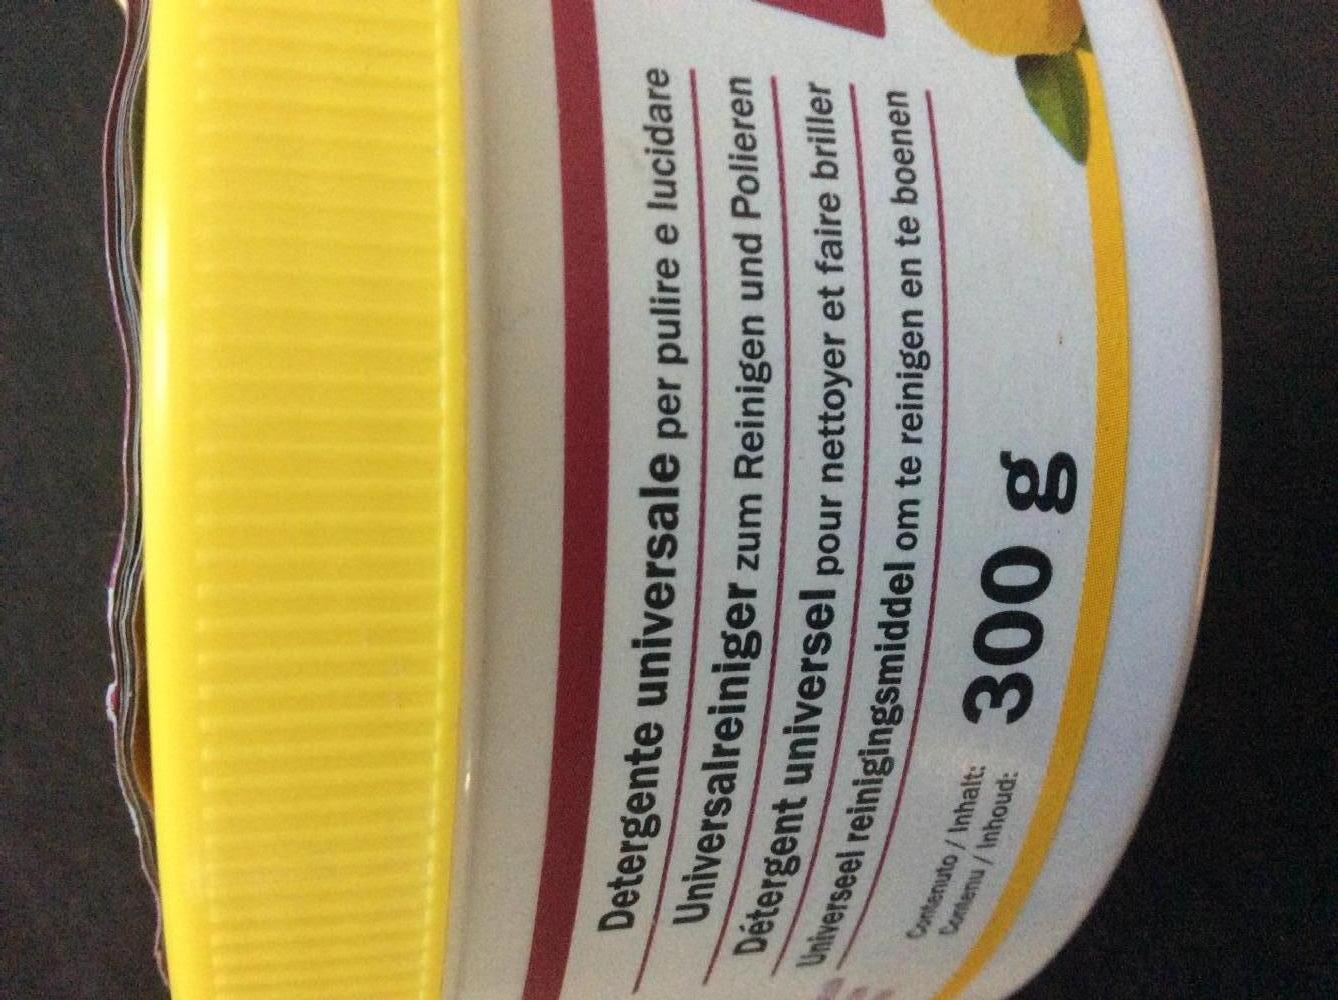 Detergente universale per pulire e lucidare
Universalreiniger zum Reinigen und Polieren
Détergent universel pour nettoyer et faire briller
Universeel reinigingsmiddel om te reinigen en te boenen
Contenuto / Inhalt:
Contenu / Inhoud:
300 g